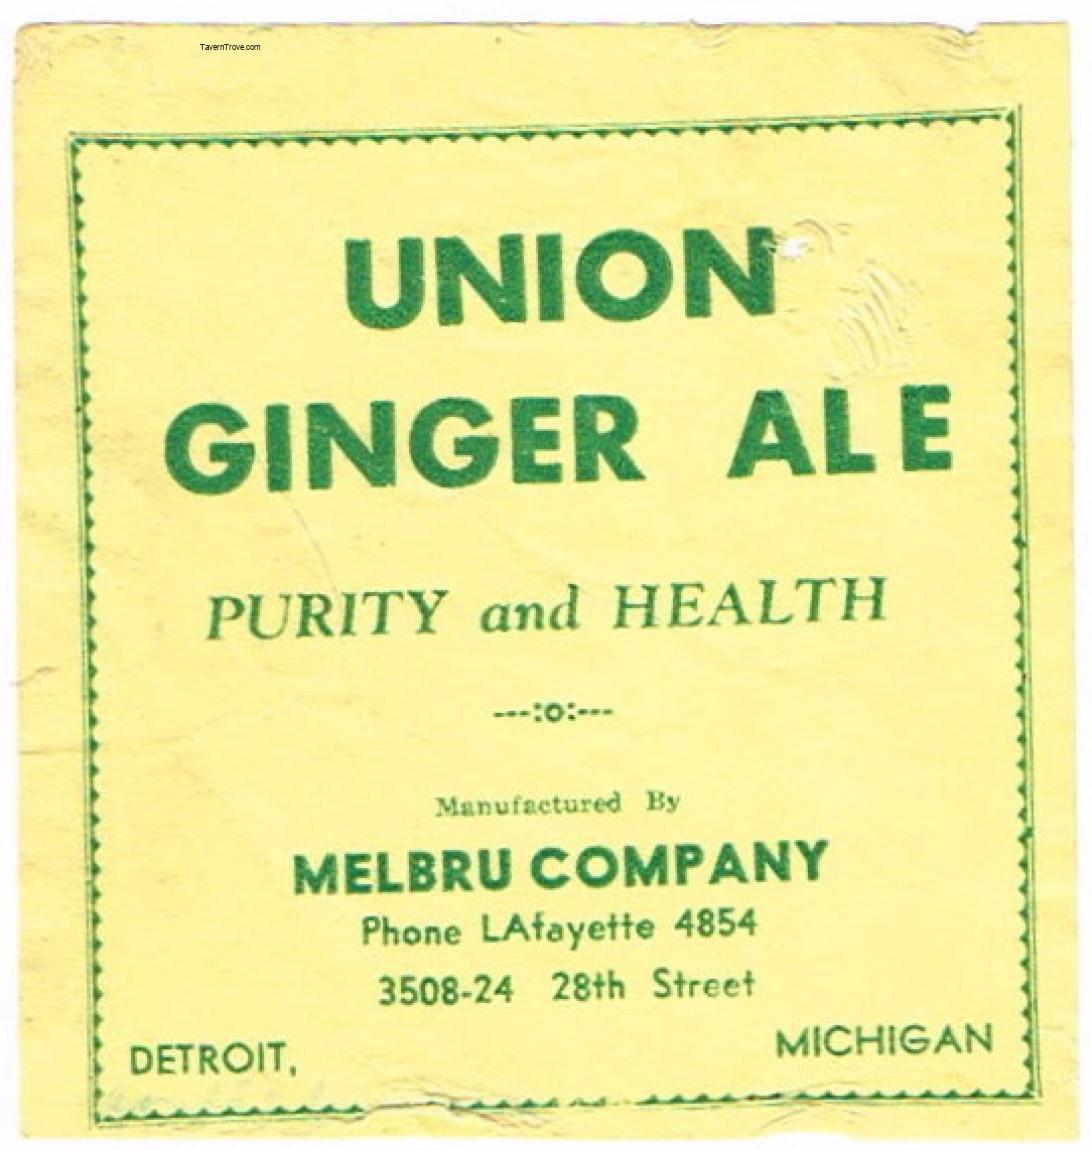 TavernTrove.com
UNION
GINGER ALE
PURITY and HEALTH
---:o:---
Manufactured By
MELBRU COMPANY
Phone LAfayette 4854
3508-24 28th Street
DETROIT, MICHIGAN